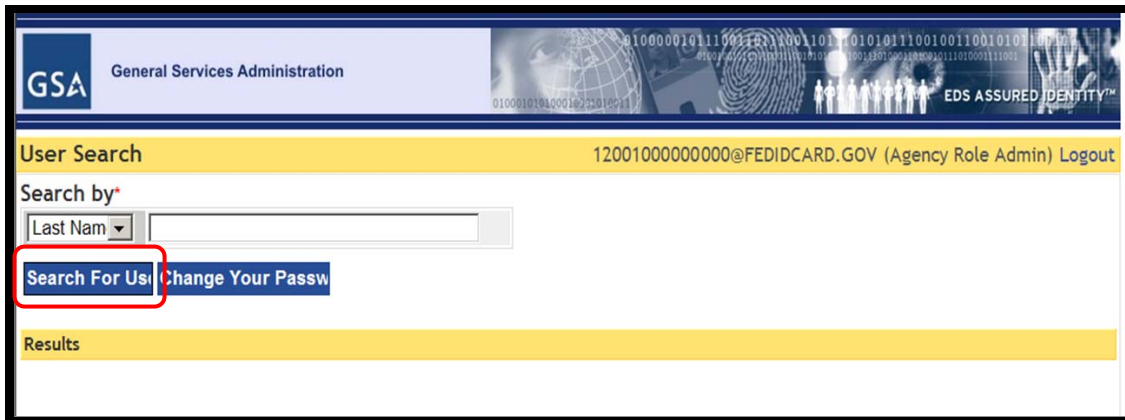 GSA
General Services Administration
EDS ASSURED IDENTITY™
User Search
12001000000000@FEDIDCARD.GOV (Agency Role Admin) Logout
Search by*
Last Nam
Search For Use Change Your Passw
Results